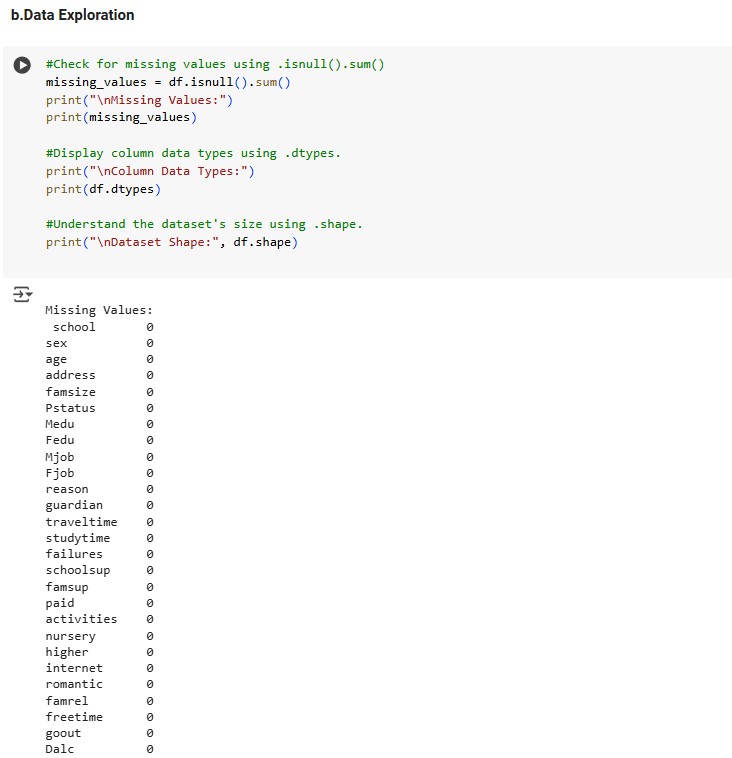 b.Data Exploration
#Check for missing values using .isnull().sum()
missing_values = df.isnull().sum()
print("\nMissing Values:")
print(missing_values)
#Display column data types using .dtypes.
print("\nColumn Data Types:")
print(df.dtypes)
#Understand the dataset's size using .shape.
print("\nDataset Shape:", df.shape)
Missing Values:
school 0
sex 0
age 0
address 0
famsize 0
Pstatus 0
Medu 0
Fedu 0
Mjob 0
Fjob 0
reason 0
guardian 0
traveltime 0
studytime 0
failures 0
schoolsup 0
famsup 0
paid 0
activities 0
nursery 0
higher 0
internet 0
romantic 0
famrel 0
freetime 0
goout 0
Dalc 0